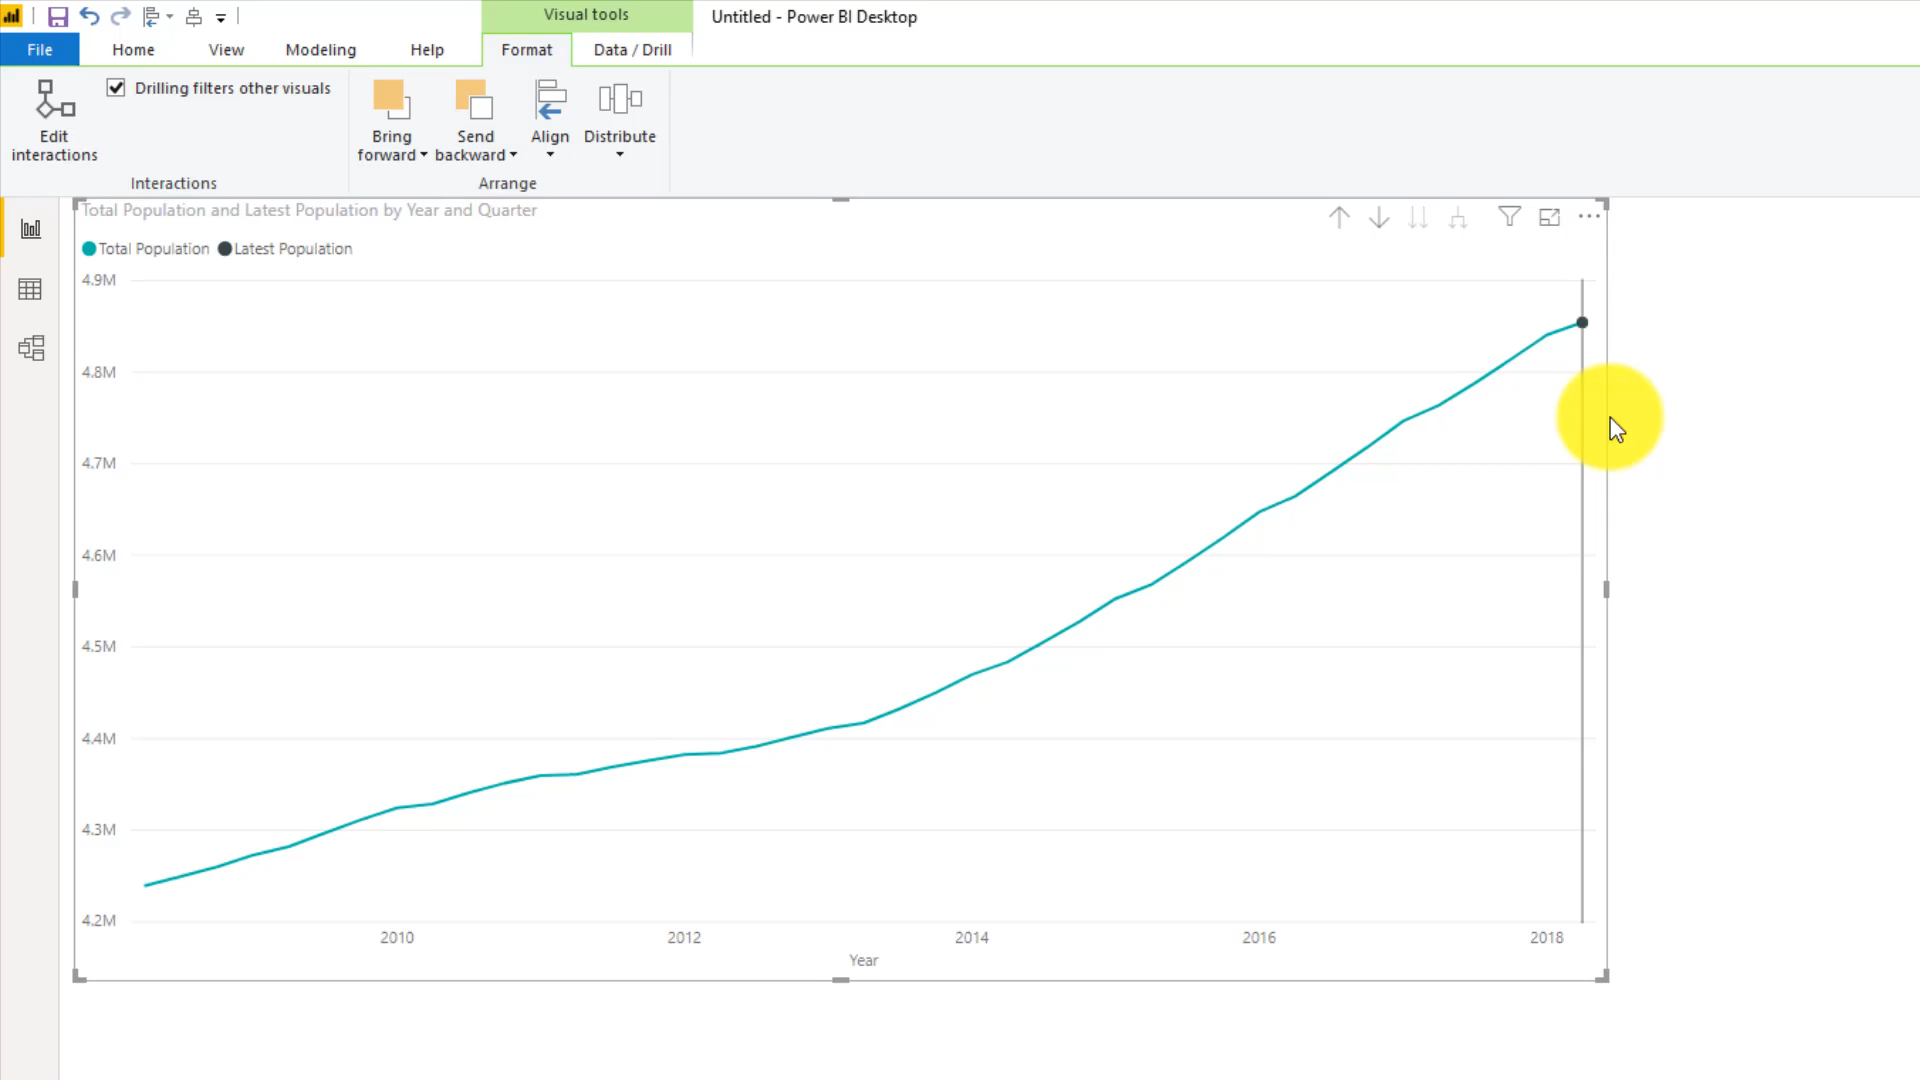 Visual tools
Untitled - Power BI Desktop
File Home View Modeling Help Format Data / Drill
Drilling filters other visuals
Edit interactions
Bring forward
Send backward
Align
Distribute
Interactions
Arrange
Total Population and Latest Population by Year and Quarter
Total Population Latest Population
4.9M
4.8M
4.7M
4.6M
4.5M
4.4M
4.3M
4.2M
2010 2012 2014 2016 2018
Year